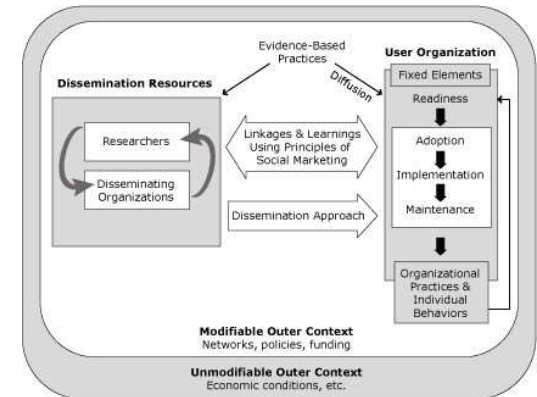 Evidence-Based
Practices
Diffusion
Dissemination Resources
Researchers
Disseminating
Organizations
Linkages & Learnings
Using Principles of
Social Marketing
Dissemination Approach
User Organization
Fixed Elements
Readiness
Adoption
Implementation
Maintenance
Organizational
Practices &
Individual
Behaviors
Modifiable Outer Context
Networks, policies, funding
Unmodifiable Outer Context
Economic conditions, etc.